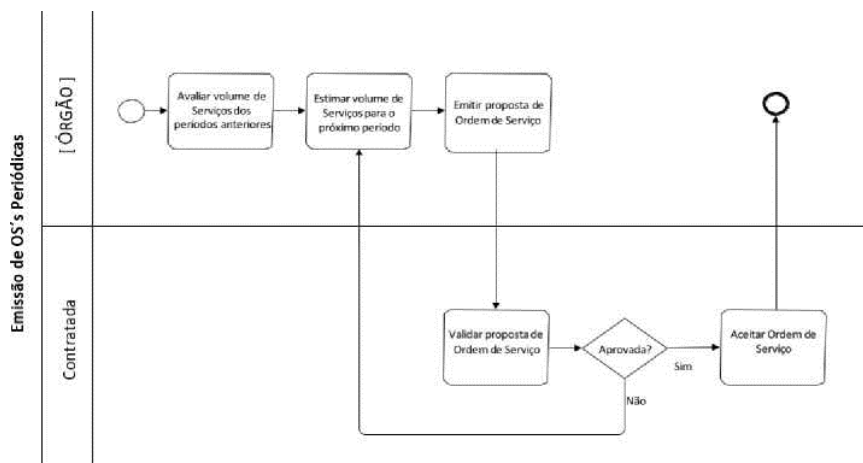 Emissão de OS´s Periódicas
[ ÓRGÃO ]
Avaliar volume de
Serviços dos
períodos anteriores
Estimar volume de
Serviços para o
próximo período
Emitir proposta de
Ordem de Serviço
Contratada
Validar proposta de
Ordem de Serviço
Aprovada?
Sim
Não
Aceitar Ordem de
Serviço